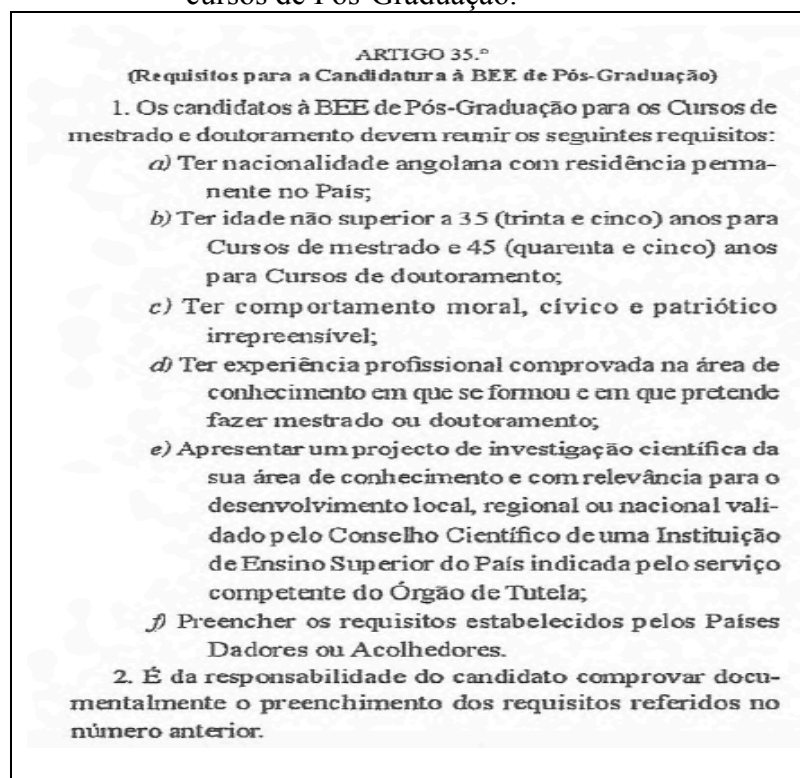 cursos de Pós-Graduação.
ARTIGO 35.º
(Requisitos para a Candidatura à BEE de Pós-Graduação)
1. Os candidatos à BEE de Pós-Graduação para os Cursos de
mestrado e doutoramento devem reunir os seguintes requisitos:
a) Ter nacionalidade angolana com residência perma-
nente no País;
b) Ter idade não superior a 35 (trinta e cinco) anos para
Cursos de mestrado e 45 (quarenta e cinco) anos
para Cursos de doutoramento;
c) Ter comportamento moral, cívico e patriótico
irrepreensível;
d) Ter experiência profissional comprovada na área de
conhecimento em que se formou e em que pretende
fazer mestrado ou doutoramento;
e) Apresentar um projecto de investigação científica da
sua área de conhecimento e com relevância para o
desenvolvimento local, regional ou nacional vali-
dado pelo Conselho Científico de uma Instituição
de Ensino Superior do País indicada pelo serviço
competente do Órgão de Tutela;
f) Preencher os requisitos estabelecidos pelos Países
Dadores ou Acolhedores.
2. É da responsabilidade do candidato comprovar docu-
mentalmente o preenchimento dos requisitos referidos no
número anterior.